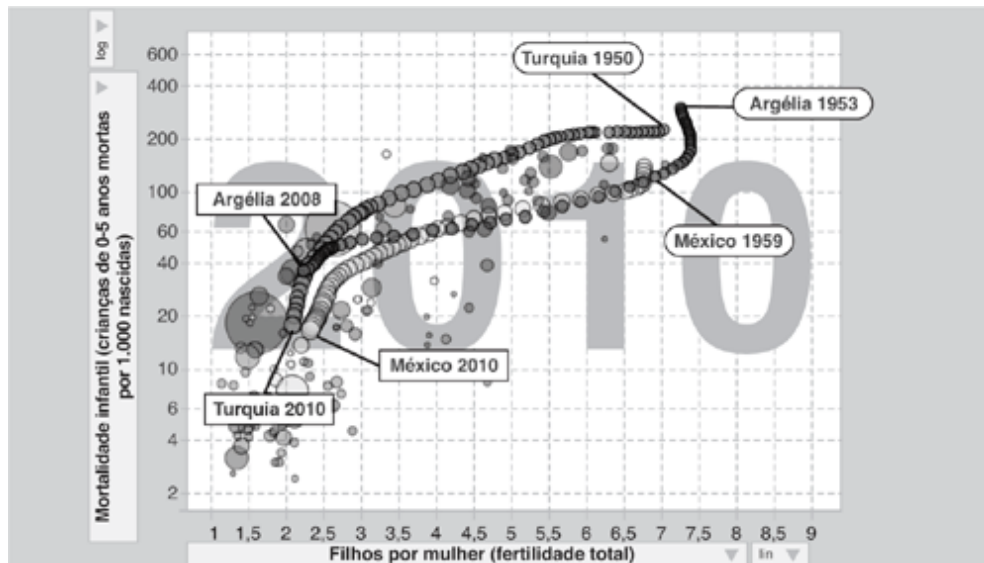 log
Mortalidade infantil (crianças de 0-5 anos mortas
por 1.000 nascidas)
600
400
200
100
60
40
20
10
6
4
2
2010
Turquia 1950
Argélia 1953
Argélia 2008
México 1959
México 2010
Turquia 2010
1 1,5 2 2,5 3 3,5 4 4,5 5 5,5 6 6,5 7 7,5 8 8,5 9
Filhos por mulher (fertilidade total)
lin